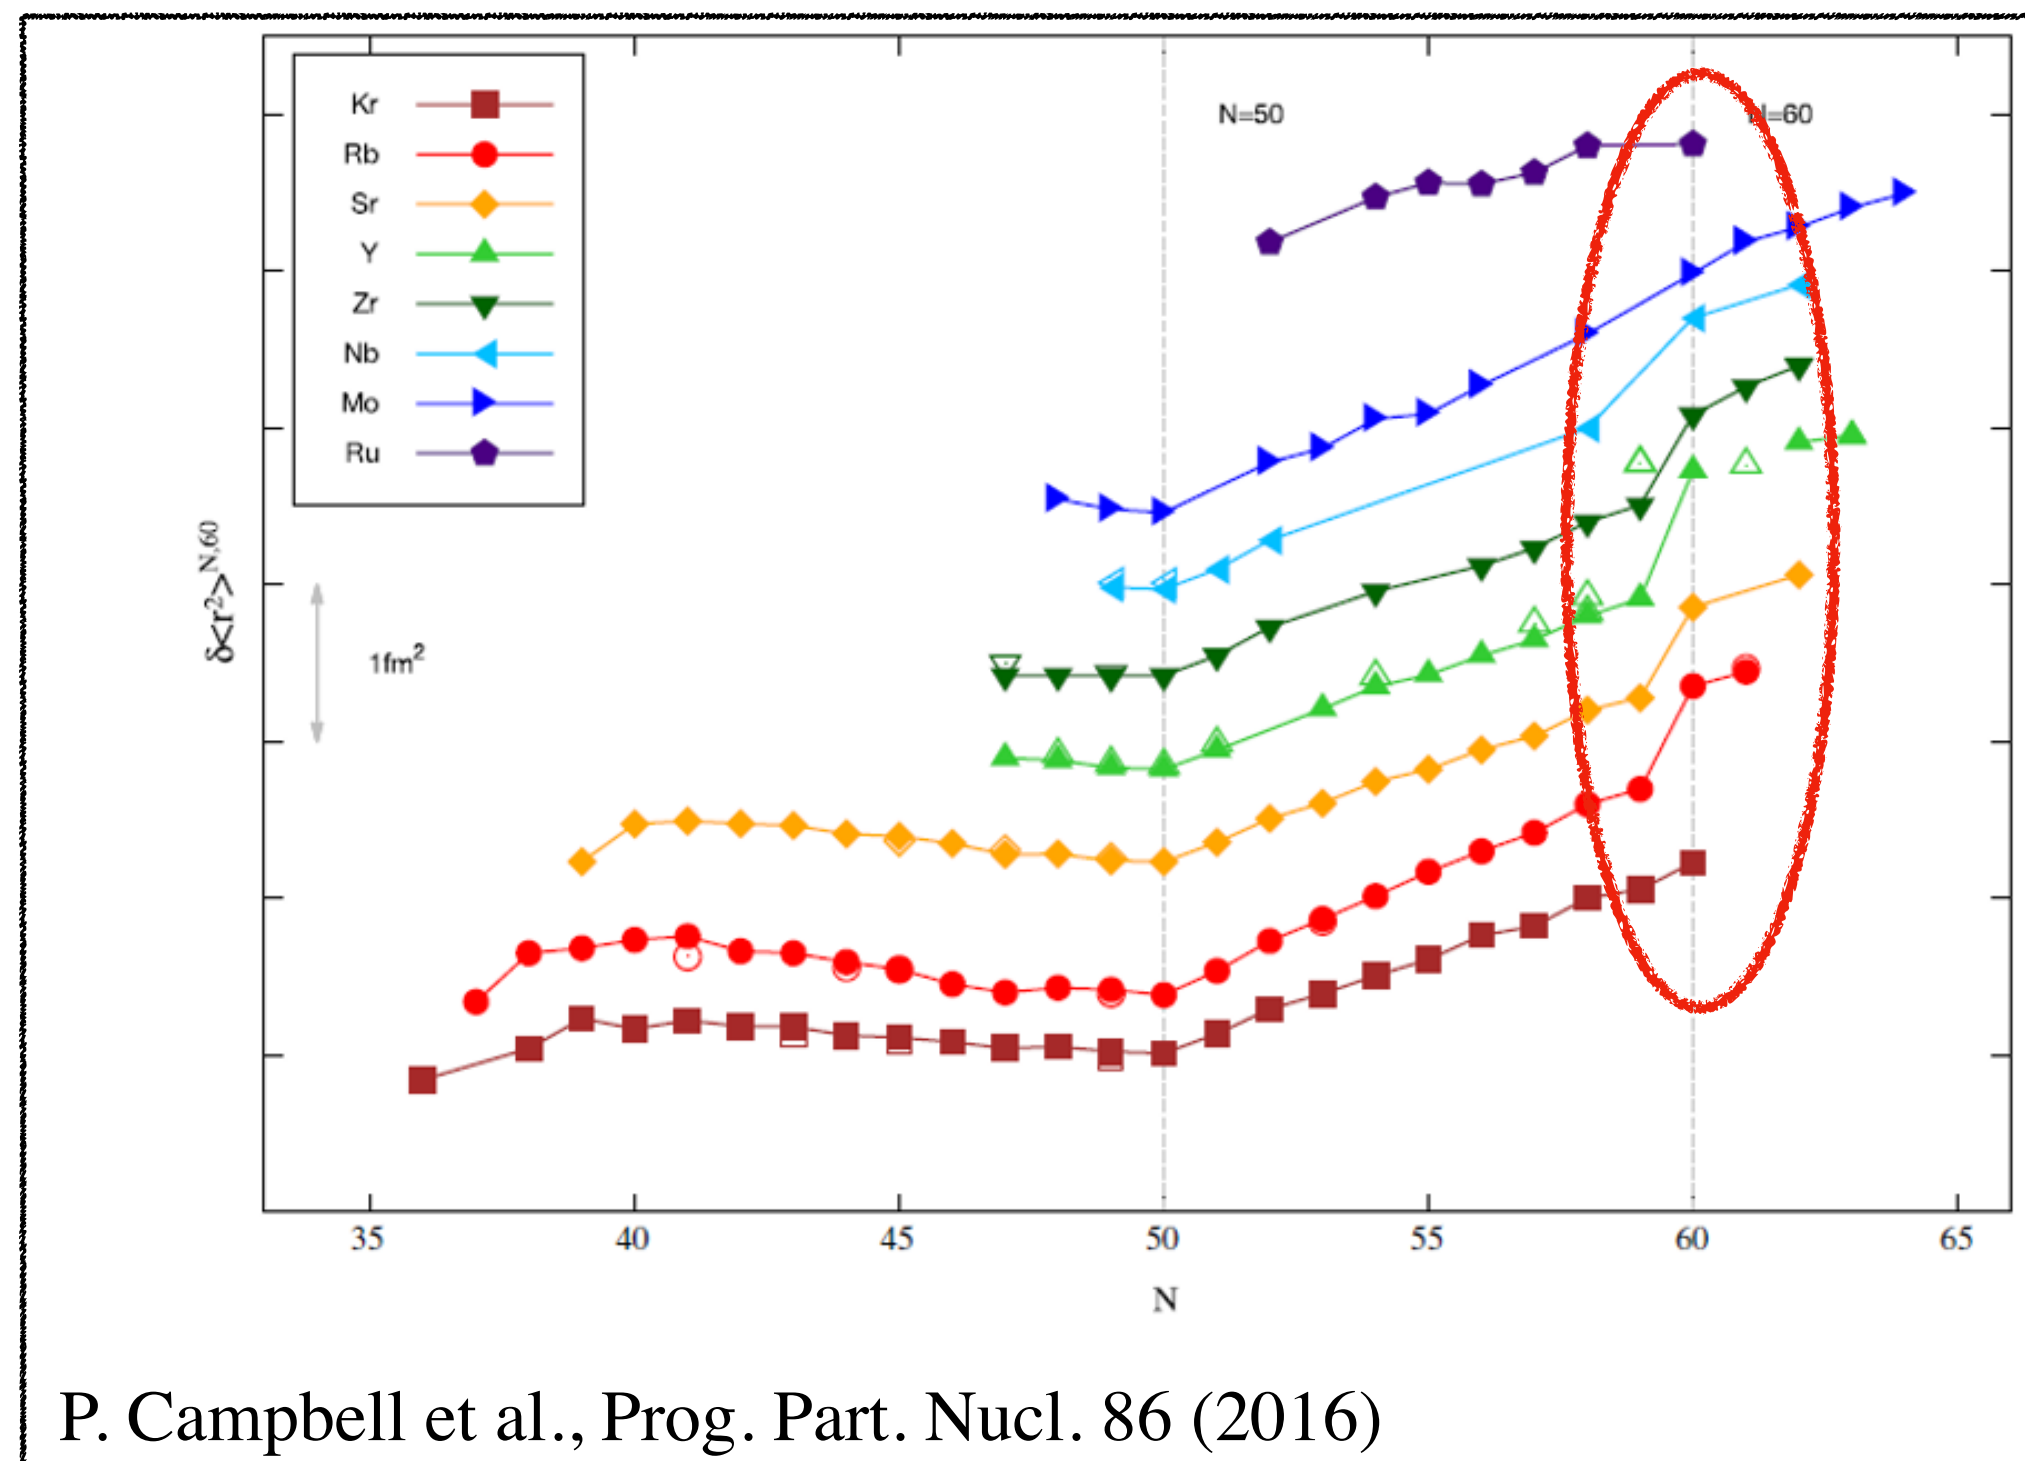 Kr
Rb
Sr
Y
Zr
Nb
Mo
Ru
N=50
N=60
δ<r²>ᴺ,⁶⁰
1fm²
35 40 45 50 55 60 65
N
P. Campbell et al., Prog. Part. Nucl. 86 (2016)